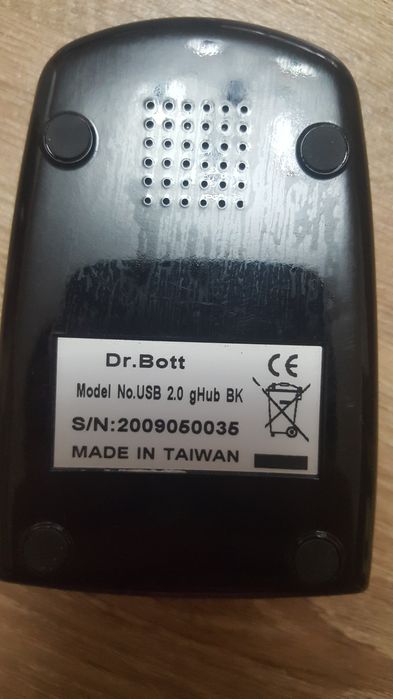 Dr.Bott
CE
Model No.USB 2.0 gHub BK
S/N:2009050035
MADE IN TAIWAN